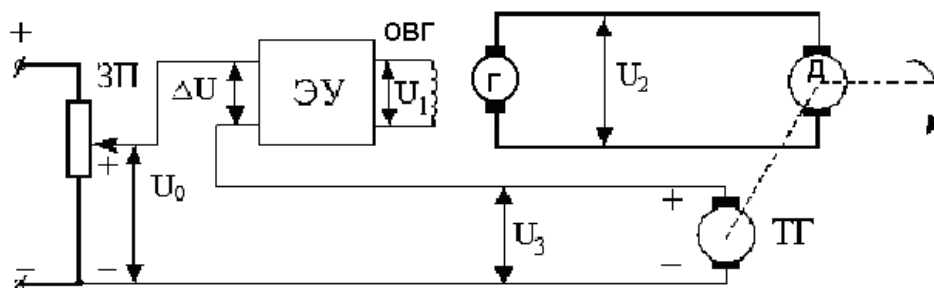 +
ЗП
ΔU
ЭУ
U₁
ОВГ
Г
U₂
Д
+
U₀
U₃
+
ТГ
–
–
–